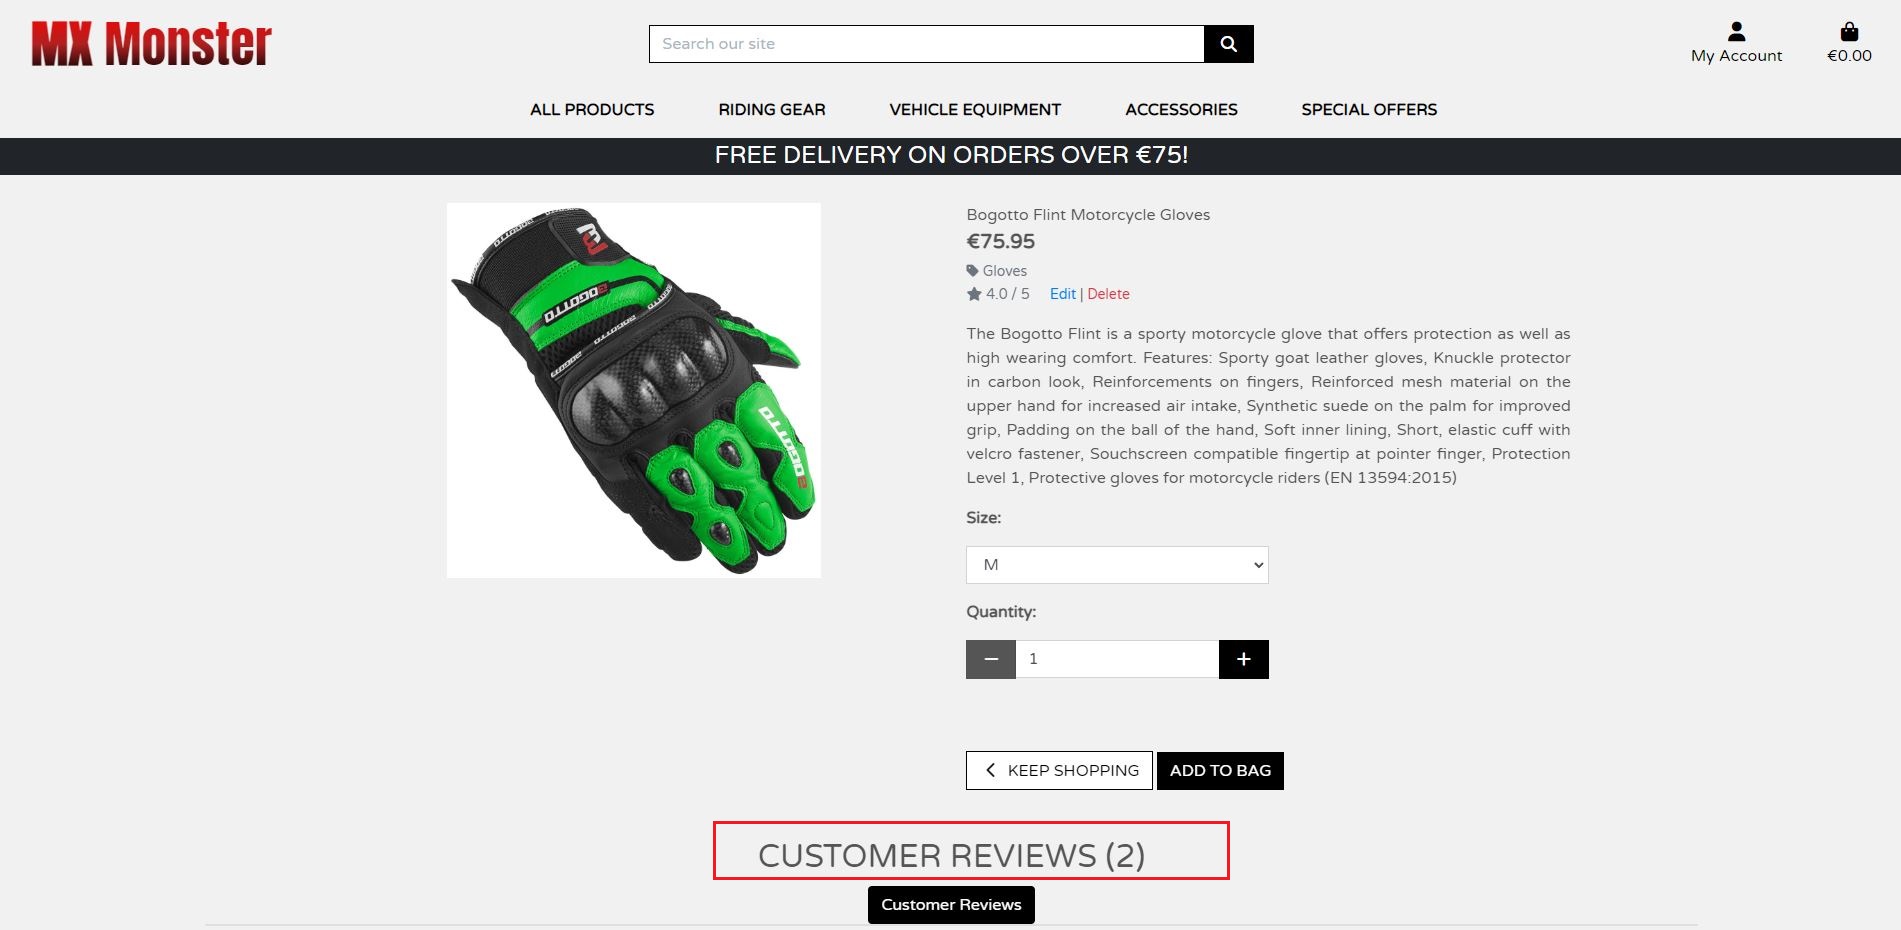 MX Monster
Search our site
My Account
€0.00
ALL PRODUCTS
RIDING GEAR
VEHICLE EQUIPMENT
ACCESSORIES
SPECIAL OFFERS
FREE DELIVERY ON ORDERS OVER €75!
BOGOTTO
BOGOTTO
BOGOTTO
Bogotto Flint Motorcycle Gloves
€75.95
Gloves
4.0 / 5 Edit | Delete
The Bogotto Flint is a sporty motorcycle glove that offers protection as well as
high wearing comfort. Features: Sporty goat leather gloves, Knuckle protector
in carbon look, Reinforcements on fingers, Reinforced mesh material on the
upper hand for increased air intake, Synthetic suede on the palm for improved
grip, Padding on the ball of the hand, Soft inner lining, Short, elastic cuff with
velcro fastener, Souchscreen compatible fingertip at pointer finger, Protection
Level 1, Protective gloves for motorcycle riders (EN 13594:2015)
Size:
M
Quantity:
1
KEEP SHOPPING
ADD TO BAG
CUSTOMER REVIEWS (2)
Customer Reviews